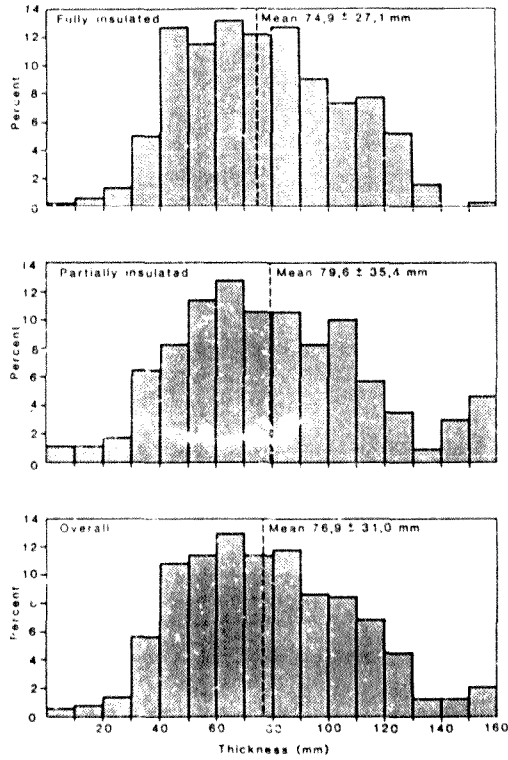 14
Fully insulated
Mean 74,9 ± 27,1 mm
12
10
8
6
4
2
0
Percent
14
Partially insulated
Mean 79,6 ± 35,4 mm
12
10
8
6
4
2
0
Percent
14
Overall
Mean 76,9 ± 31,0 mm
12
10
4
2
0
Percent
20
40
60
100
120
140
160
Thickness (mm)